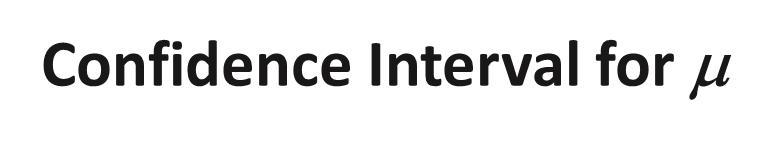 Confidence Interval for μ